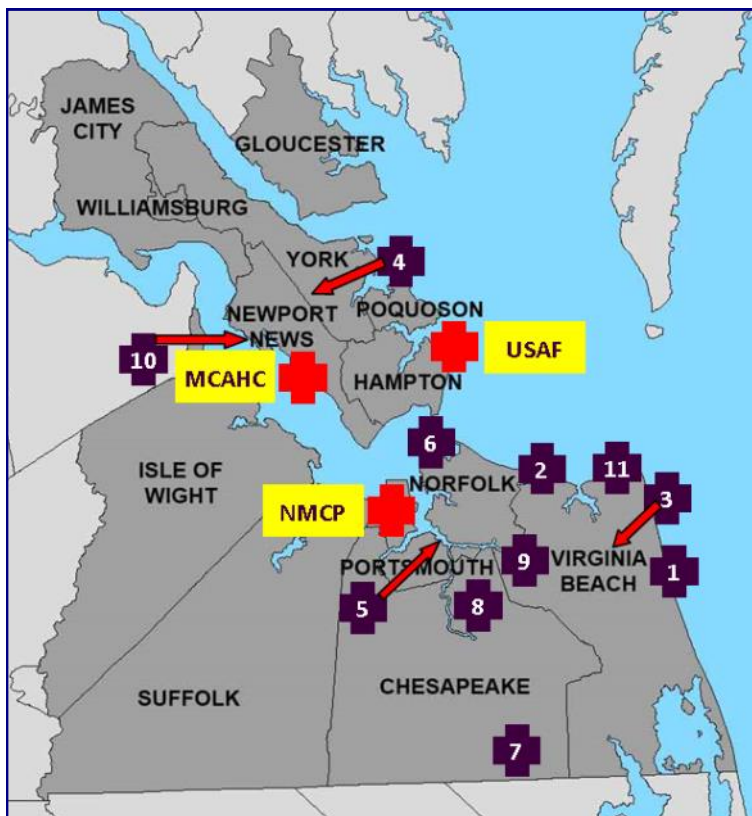 JAMES
CITY
GLOUCESTER
WILLIAMSBURG
YORK
4
POQUOSON
NEWPORT
NEWS
10
MCAHC
USAF
HAMPTON
6
ISLE OF
WIGHT
NORFOLK
2
11
3
NMCP
PORTSMOUTH
9
VIRGINIA
BEACH
1
5
8
SUFFOLK
CHESAPEAKE
7